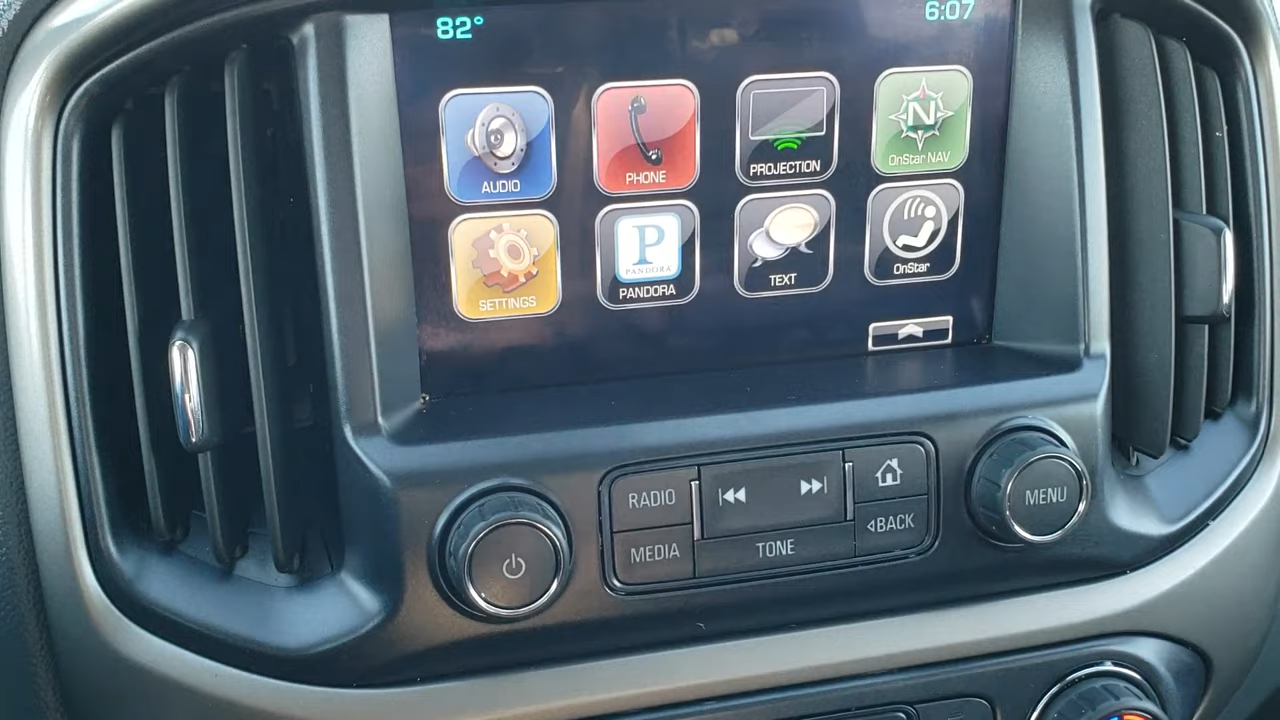 82°
6:07
AUDIO
PHONE
PROJECTION
N
OnStar NAV
SETTINGS
P
PANDORA
PANDORA
TEXT
OnStar
RADIO
MEDIA
TONE
BACK
MENU